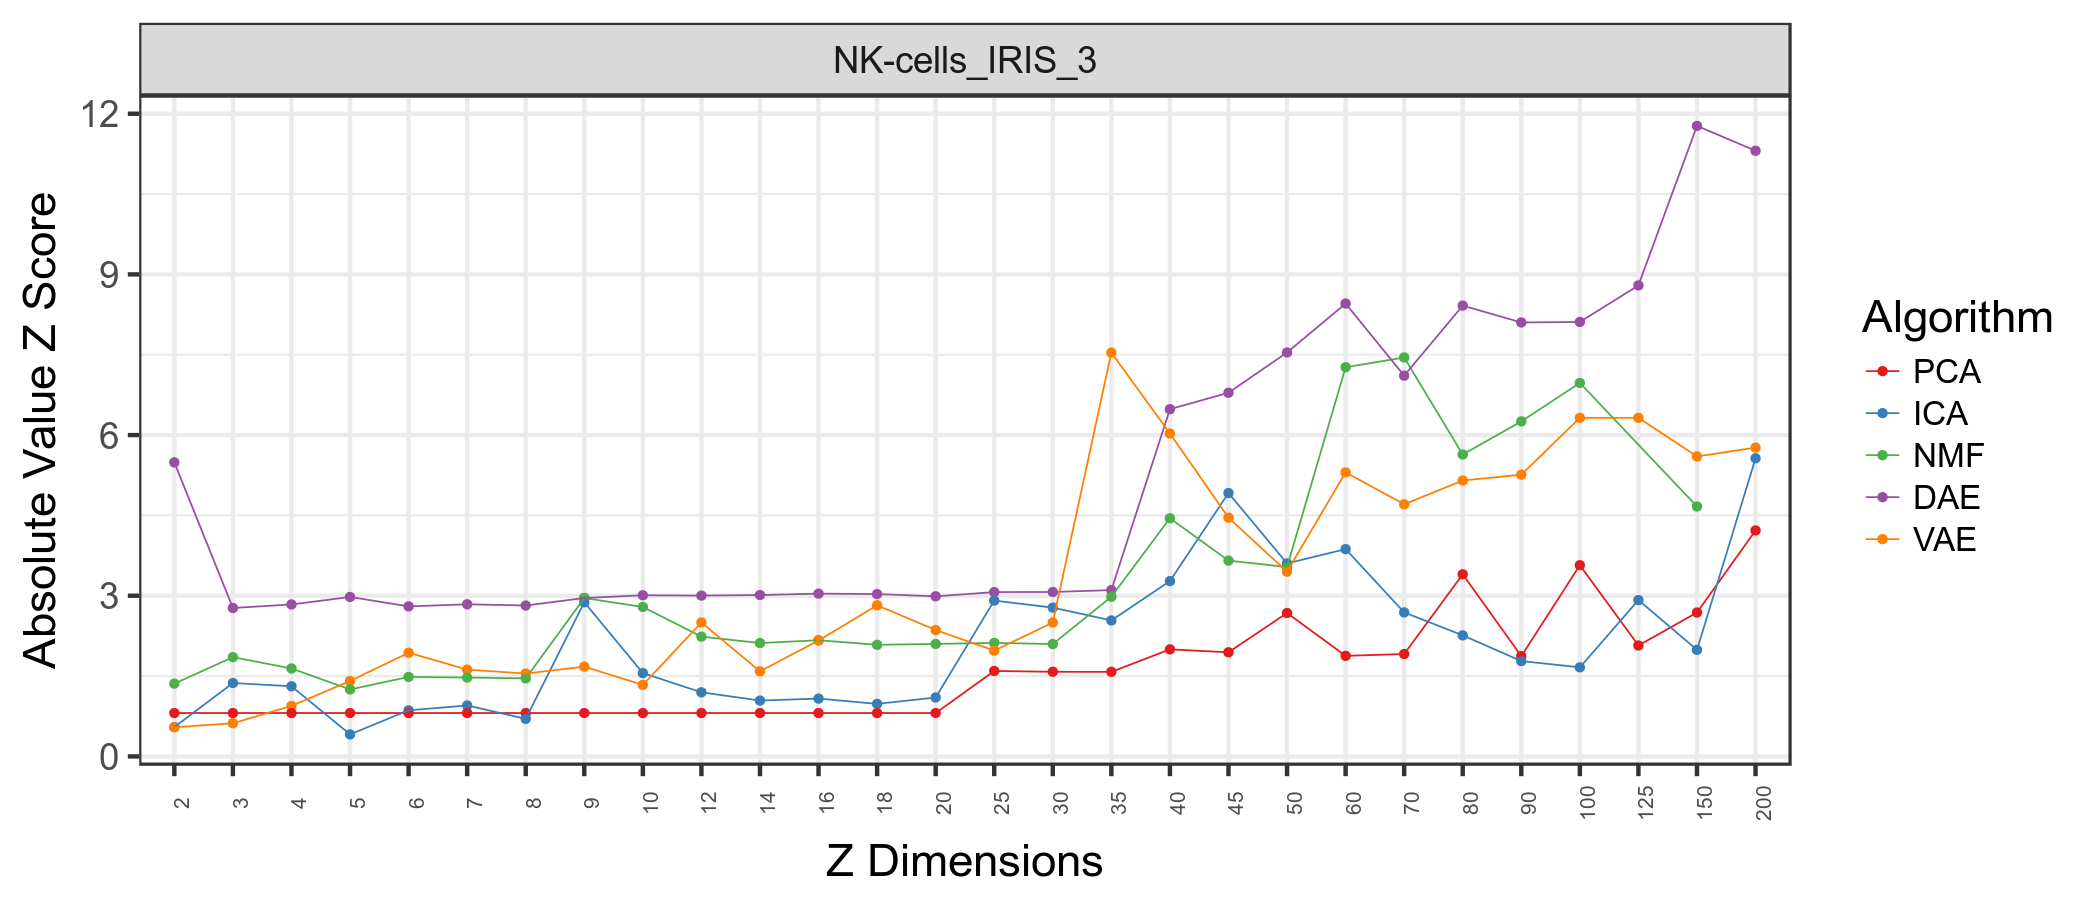 NK-cells_IRIS_3
Absolute Value Z Score
12
9
6
3
0
2 3 4 5 6 7 8 9 10 12 14 16 18 20 25 30 35 40 45 50 60 70 80 90 100 125 150 200
Z Dimensions
Algorithm
PCA
ICA
NMF
DAE
VAE